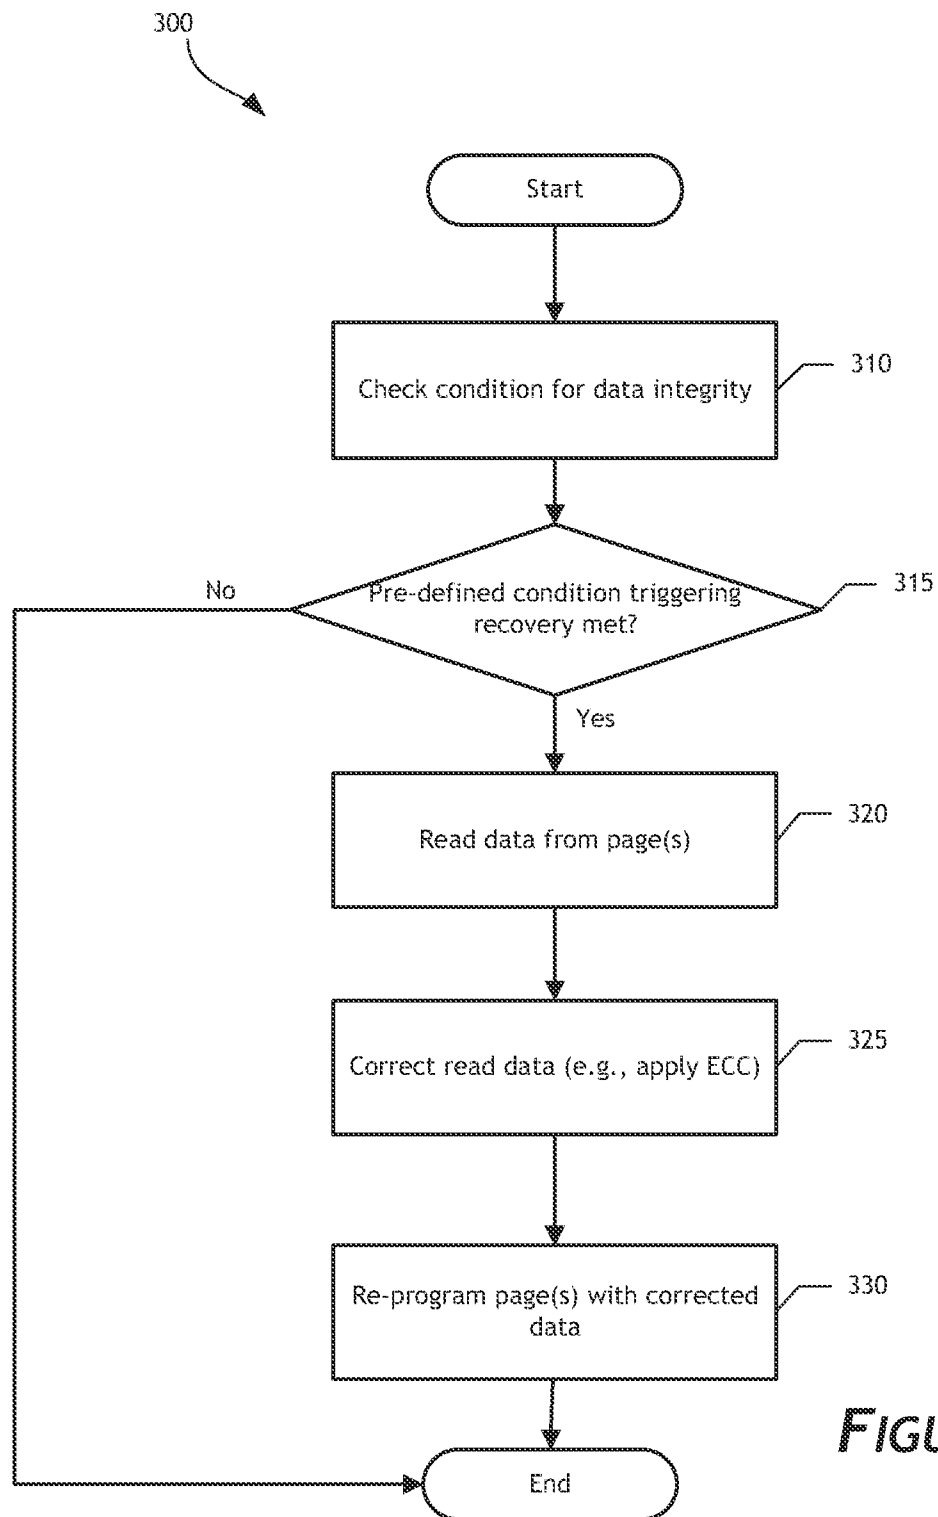 300
Start
Check condition for data integrity
310
Pre-defined condition triggering
recovery met?
315
No
Yes
Read data from page(s)
320
Correct read data (e.g., apply ECC)
325
Re-program page(s) with corrected
data
330
End